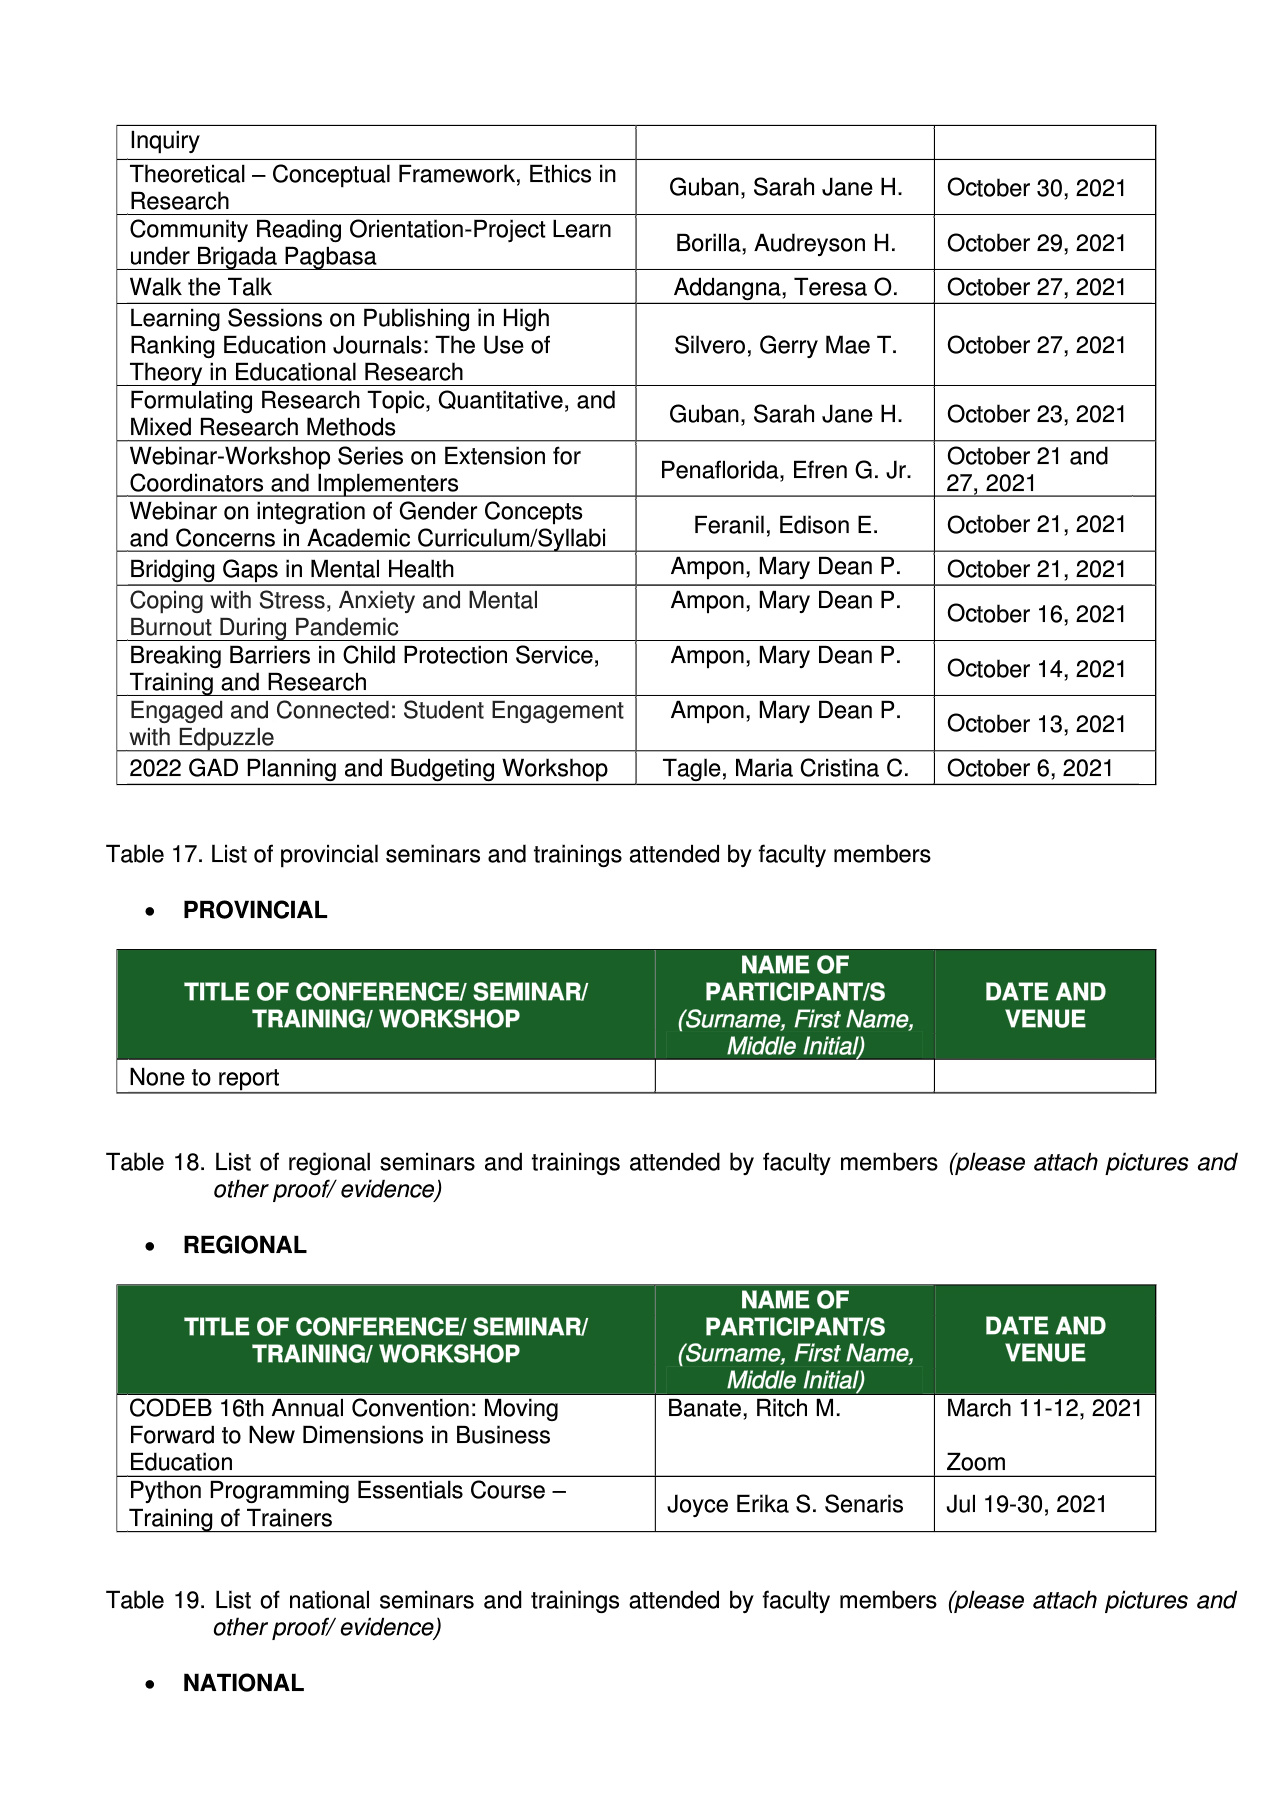 Inquiry
Theoretical – Conceptual Framework, Ethics in
Research
Guban, Sarah Jane H.
October 30, 2021
Community Reading Orientation-Project Learn
under Brigada Pagbasa
Borilla, Audreyson H.
October 29, 2021
Walk the Talk
Addangna, Teresa O.
October 27, 2021
Learning Sessions on Publishing in High
Ranking Education Journals: The Use of
Theory in Educational Research
Silvero, Gerry Mae T.
October 27, 2021
Formulating Research Topic, Quantitative, and
Mixed Research Methods
Guban, Sarah Jane H.
October 23, 2021
Webinar-Workshop Series on Extension for
Coordinators and Implementers
Penaflorida, Efren G. Jr.
October 21 and
27, 2021
Webinar on integration of Gender Concepts
and Concerns in Academic Curriculum/Syllabi
Feranil, Edison E.
October 21, 2021
Bridging Gaps in Mental Health
Ampon, Mary Dean P.
October 21, 2021
Coping with Stress, Anxiety and Mental
Burnout During Pandemic
Ampon, Mary Dean P.
October 16, 2021
Breaking Barriers in Child Protection Service,
Training and Research
Ampon, Mary Dean P.
October 14, 2021
Engaged and Connected: Student Engagement
with Edpuzzle
Ampon, Mary Dean P.
October 13, 2021
2022 GAD Planning and Budgeting Workshop
Tagle, Maria Cristina C.
October 6, 2021
Table 17. List of provincial seminars and trainings attended by faculty members
• PROVINCIAL
TITLE OF CONFERENCE/ SEMINAR/
TRAINING/ WORKSHOP
NAME OF
PARTICIPANT/S
(Surname, First Name,
Middle Initial)
DATE AND
VENUE
None to report
Table 18. List of regional seminars and trainings attended by faculty members (please attach pictures and
other proof/ evidence)
• REGIONAL
TITLE OF CONFERENCE/ SEMINAR/
TRAINING/ WORKSHOP
NAME OF
PARTICIPANT/S
(Surname, First Name,
Middle Initial)
DATE AND
VENUE
CODEB 16th Annual Convention: Moving
Forward to New Dimensions in Business
Education
Banate, Ritch M.
March 11-12, 2021
Zoom
Python Programming Essentials Course –
Training of Trainers
Joyce Erika S. Senaris
Jul 19-30, 2021
Table 19. List of national seminars and trainings attended by faculty members (please attach pictures and
other proof/ evidence)
• NATIONAL